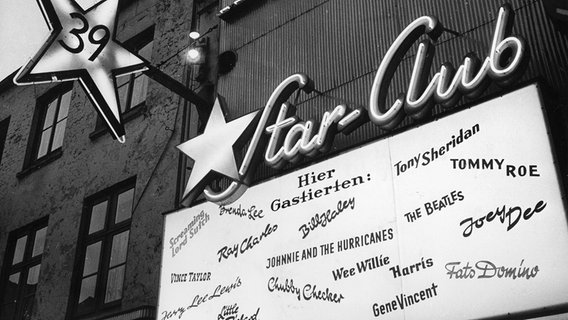 39
Star-Club
Hier
Gastierten:
Tony Sheridan
TOMMY ROE
Brenda Lee
Bill Haley
THE BEATLES
Screaming
lord Sutch
Ray Charles
JOHNNIE AND THE HURRICANES
Joey Dee
VINCE TAYLOR
Wee Willie Harris
Fats Domino
Jerry Lee Lewis
Chubby Checker
Gene Vincent
Little
Richard